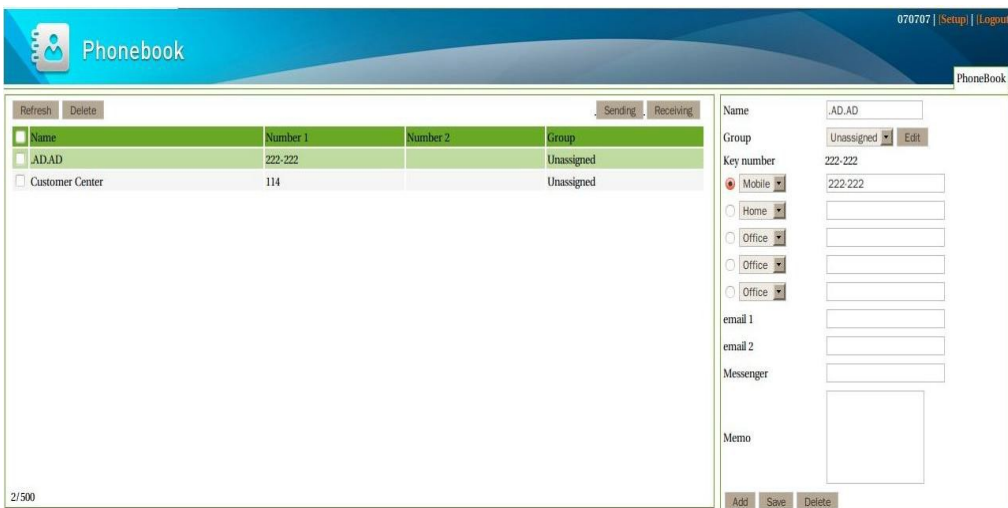 070707 | [Setup] | [Logout
Phonebook
PhoneBook
Refresh Delete Sending Receiving
Name Number 1 Number 2 Group
.AD.AD 222-222 Unassigned
Customer Center 114 Unassigned
2/500
Name .AD.AD
Group Unassigned Edit
Key number 222-222
Mobile 222-222
Home
Office
Office
Office
email 1
email 2
Messenger
Memo
Add Save Delete